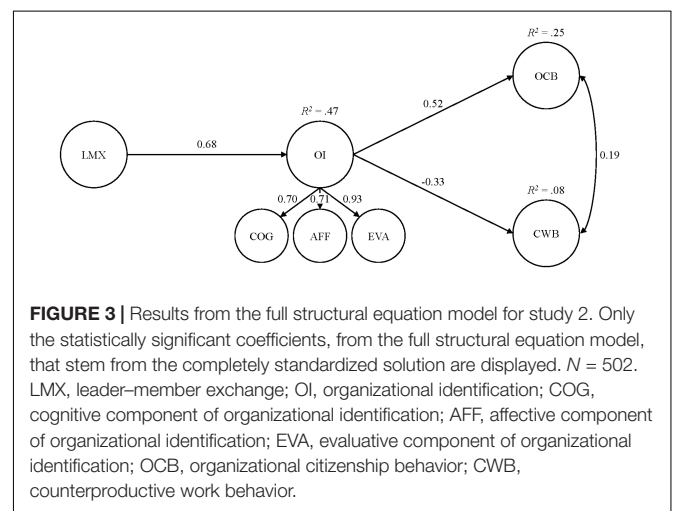 R² = .25
OCB
R² = .47
0.52
LMX
0.68
OI
0.19
-0.33
R² = .08
0.70
0.71
0.93
CWB
COG
AFF
EVA
FIGURE 3 | Results from the full structural equation model for study 2. Only
the statistically significant coefficients, from the full structural equation model,
that stem from the completely standardized solution are displayed. N = 502.
LMX, leader–member exchange; OI, organizational identification; COG,
cognitive component of organizational identification; AFF, affective component
of organizational identification; EVA, evaluative component of organizational
identification; OCB, organizational citizenship behavior; CWB,
counterproductive work behavior.